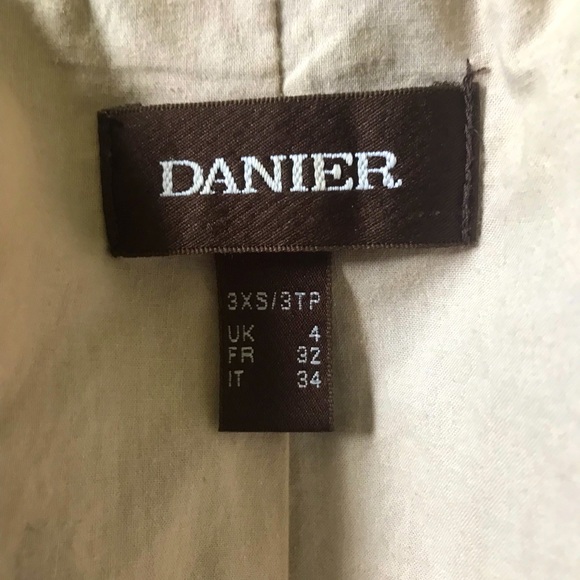 DANIER
3XS/3TP
UK 4
FR 32
IT 34